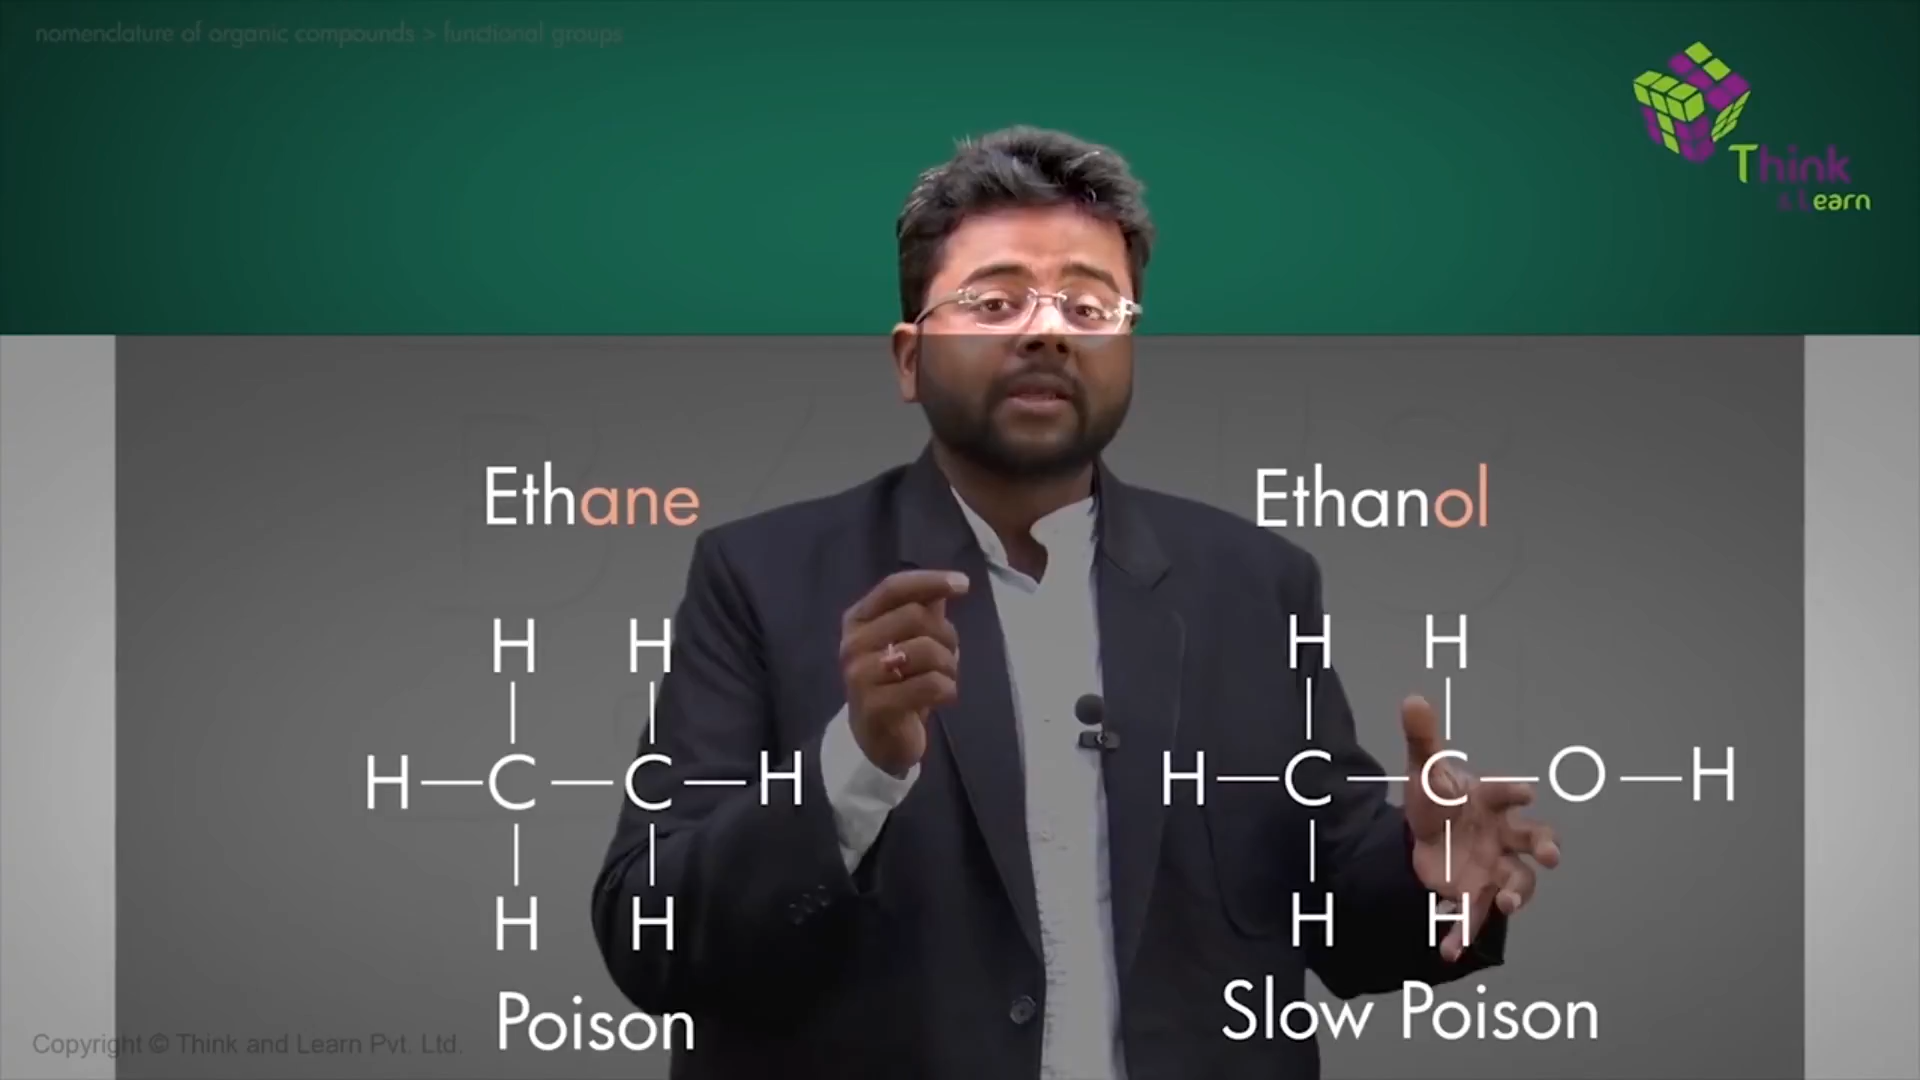 nomenclature of organic compounds > functional groups
Think
& Learn
Ethane
Ethanol
H H
H—C—C—H
H H
H H
H—C—C—O—H
H H
Poison
Slow Poison
Copyright © Think and Learn Pvt. Ltd.